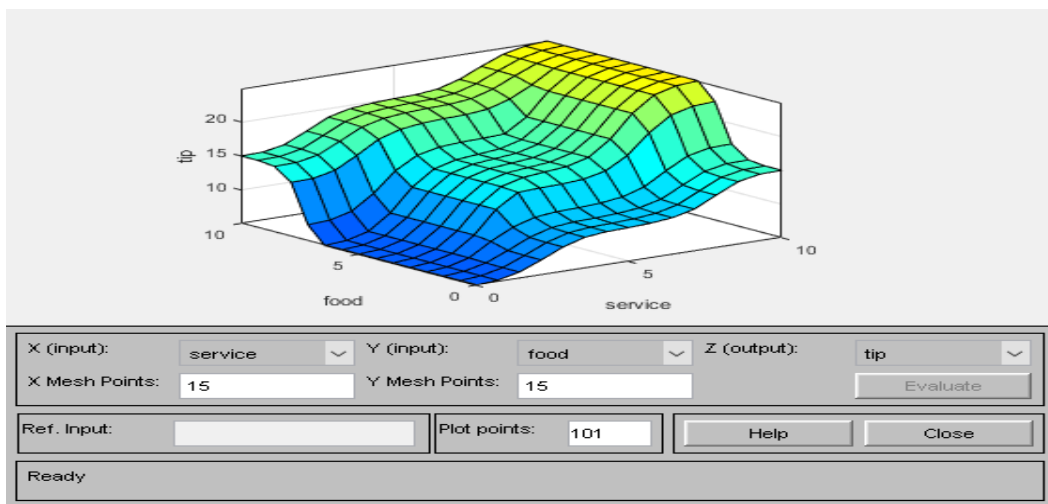 20
15
10
tip
10
5
0
food
0
5
10
service
X (input): service Y (input): food Z (output): tip
X Mesh Points: 15 Y Mesh Points: 15 Evaluate
Ref. Input: Plot points: 101 Help Close
Ready